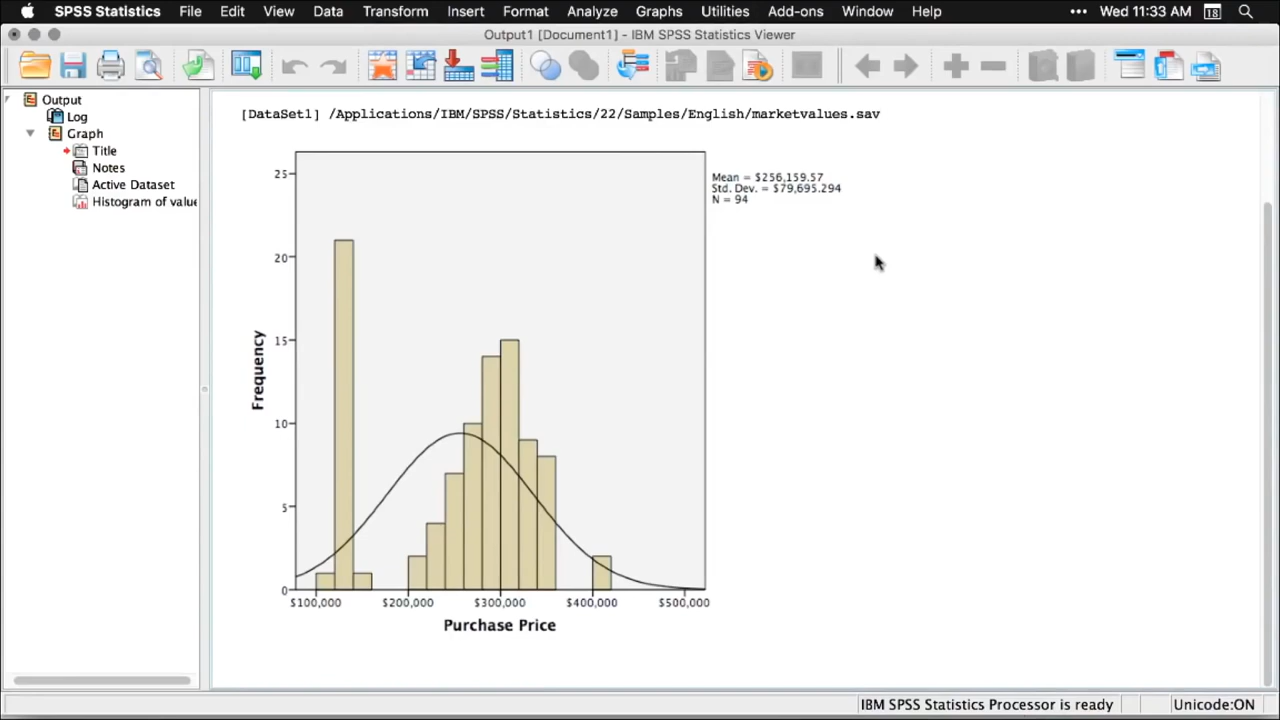 SPSS Statistics File Edit View Data Transform Insert Format Analyze Graphs Utilities Add-ons Window Help ••• Wed 11:33 AM 18
Output1 [Document1] - IBM SPSS Statistics Viewer
Output
Log
Graph
Title
Notes
Active Dataset
Histogram of value
[DataSet1] /Applications/IBM/SPSS/Statistics/22/Samples/English/marketvalues.sav
Mean = $256,159.57
Std. Dev. = $79,695.294
N = 94
25
20
15
10
5
0
Frequency
$100,000 $200,000 $300,000 $400,000 $500,000
Purchase Price
IBM SPSS Statistics Processor is ready Unicode:ON